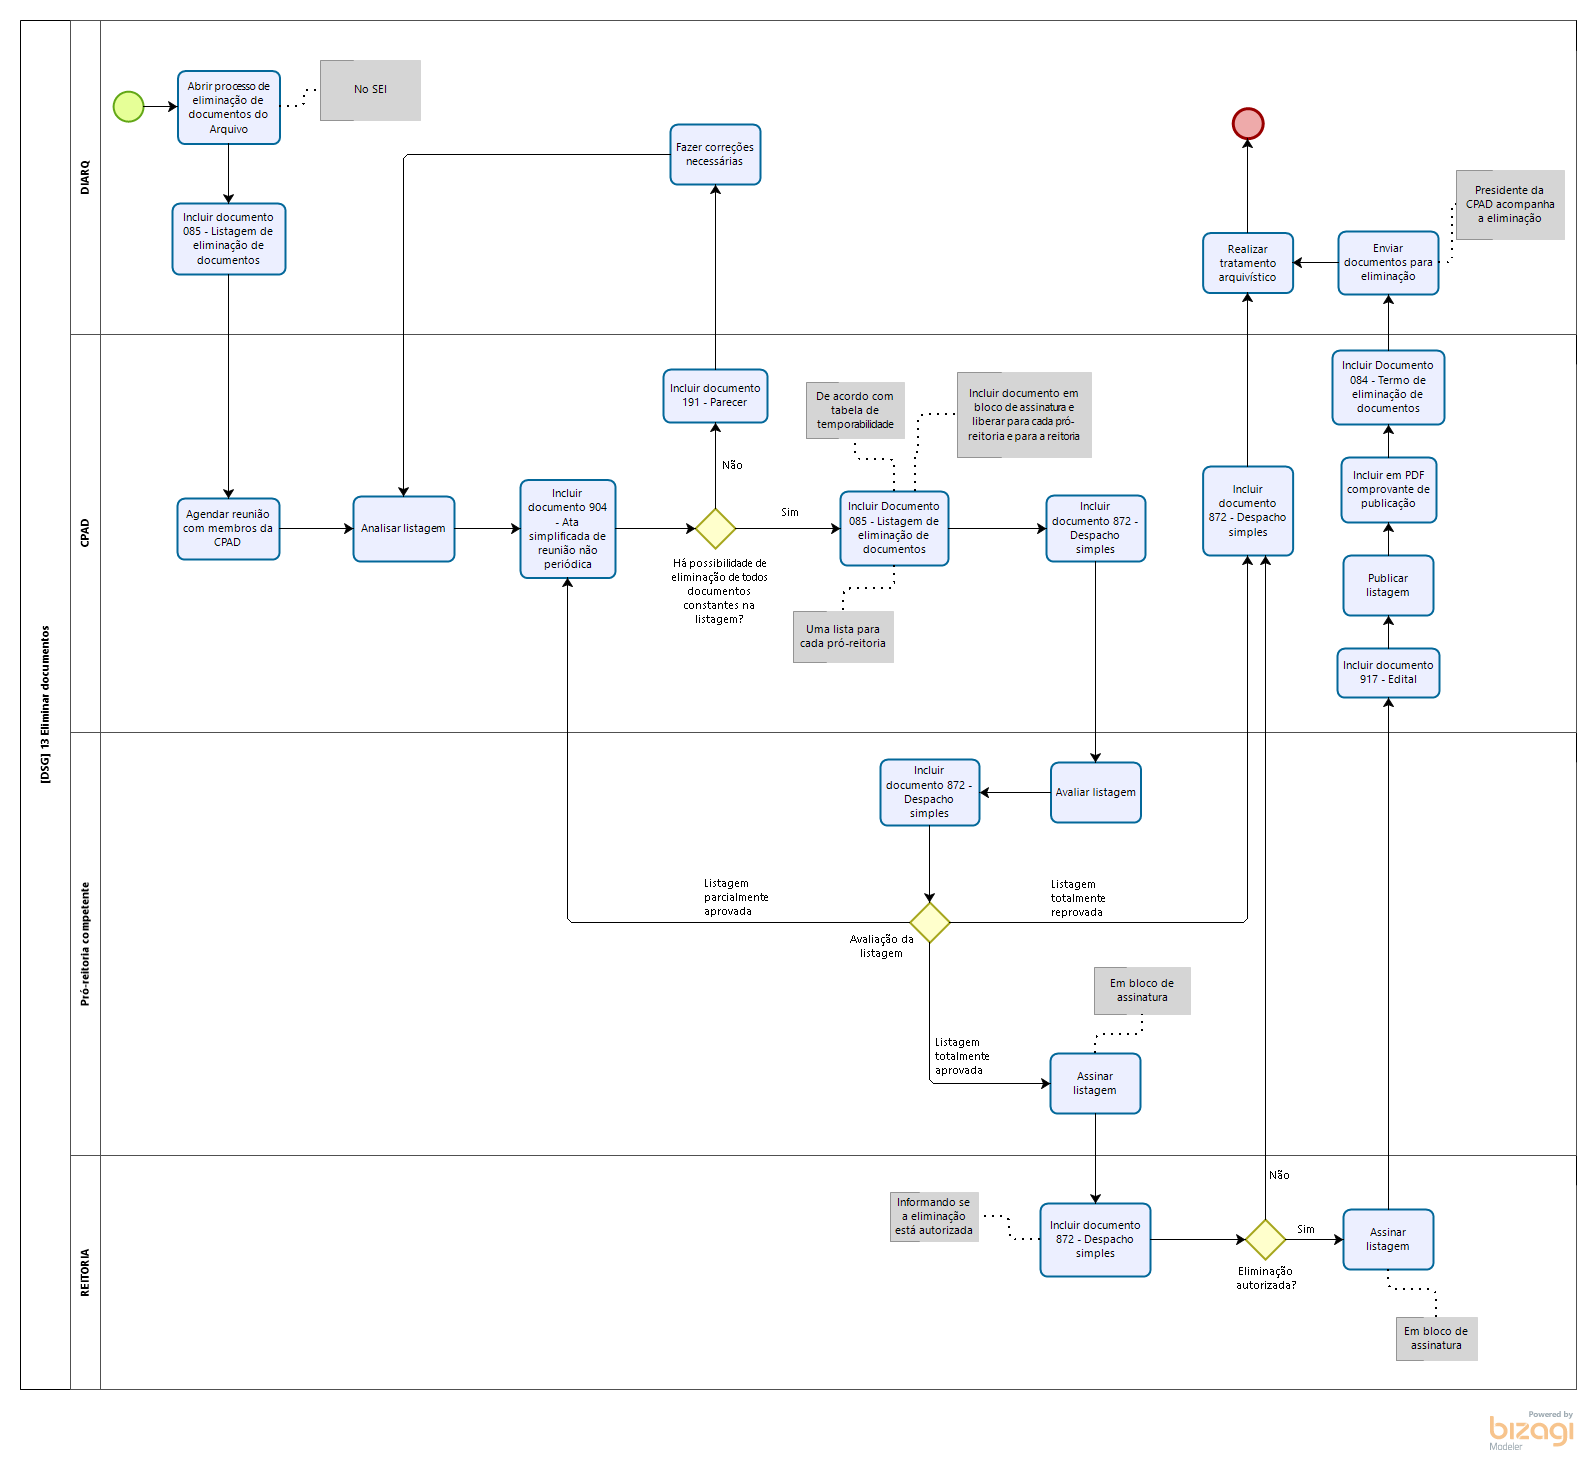 [DSG] 13 Eliminar documentos
DIARQ
Abrir processo de
eliminação de
documentos do
Arquivo
No SEI
Incluir documento
085 - Listagem de
eliminação de
documentos
Fazer correções
necessárias
Realizar
tratamento
arquivístico
Enviar
documentos para
eliminação
Presidente da
CPAD acompanha
a eliminação
CPAD
Agendar reunião
com membros da
CPAD
Analisar listagem
Incluir
documento 904
- Ata
simplificada de
reunião não
periódica
Incluir documento
191 - Parecer
Não
Há possibilidade de
eliminação de todos
documentos
constantes na
listagem?
Sim
De acordo com
tabela de
temporabilidade
Incluir documento em
bloco de assinatura e
liberar para cada pró-
reitoria e para a reitoria
Incluir Documento
085 - Listagem de
eliminação de
documentos
Uma lista para
cada pró-reitoria
Incluir
documento 872 -
Despacho
simples
Incluir
documento
872 - Despacho
simples
Incluir Documento
084 - Termo de
eliminação de
documentos
Incluir em PDF
comprovante de
publicação
Publicar
listagem
Incluir documento
917 - Edital
Pró-reitoria competente
Incluir
documento 872 -
Despacho
simples
Avaliar listagem
Listagem
parcialmente
aprovada
Avaliação da
listagem
Listagem
totalmente
reprovada
Listagem
totalmente
aprovada
Em bloco de
assinatura
Assinar
listagem
REITORIA
Informando se
a eliminação
está autorizada
Incluir documento
872 - Despacho
simples
Não
Eliminação
autorizada?
Sim
Assinar
listagem
Em bloco de
assinatura
Powered by
bizagi
Modeler